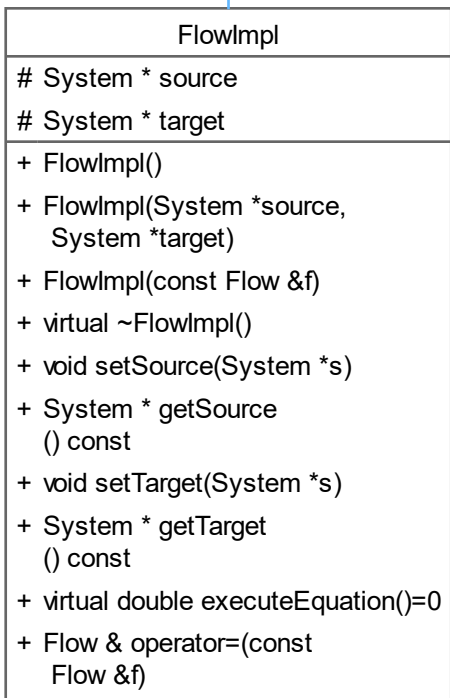 FlowImpl
# System * source
# System * target
+ FlowImpl()
+ FlowImpl(System *source,
System *target)
+ FlowImpl(const Flow &f)
+ virtual ~FlowImpl()
+ void setSource(System *s)
+ System * getSource
() const
+ void setTarget(System *s)
+ System * getTarget
() const
+ virtual double executeEquation()=0
+ Flow & operator=(const
Flow &f)